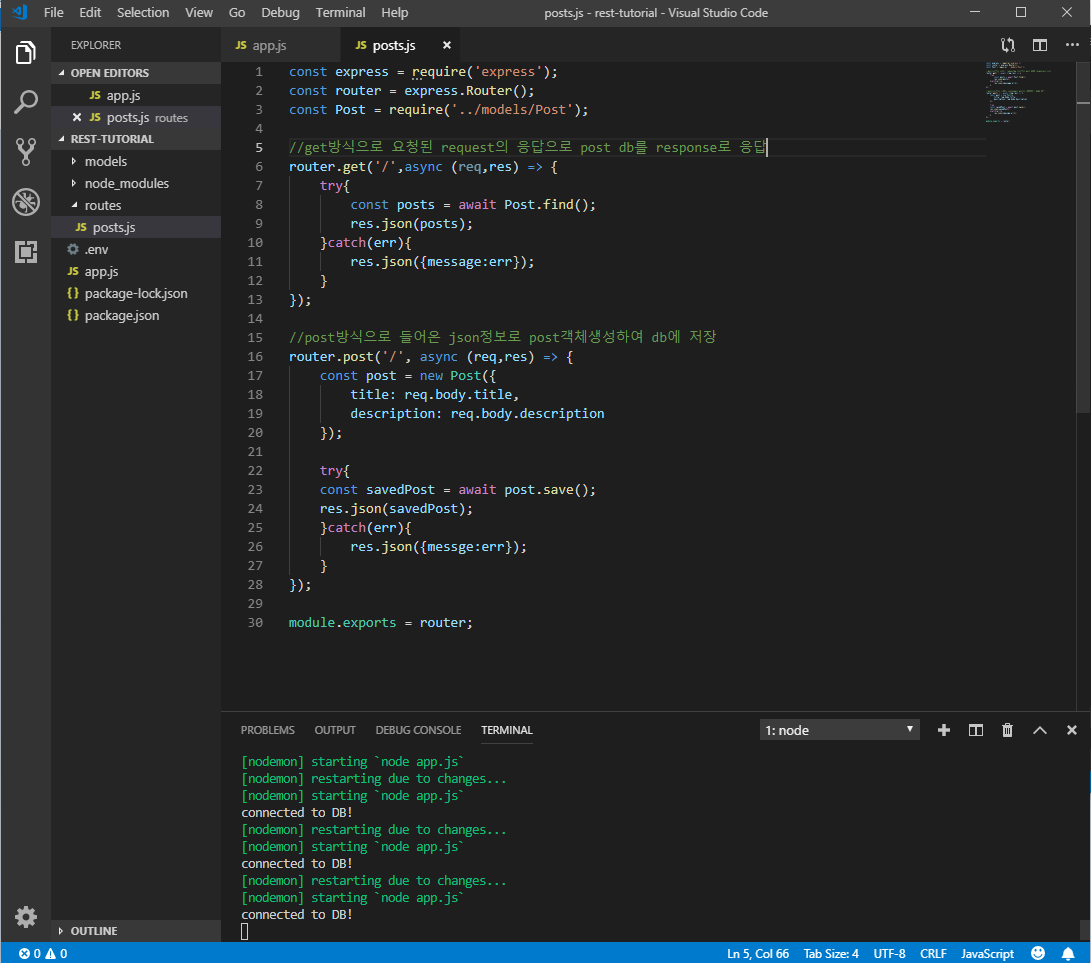 File Edit Selection View Go Debug Terminal Help posts.js - rest-tutorial - Visual Studio Code
EXPLORER
OPEN EDITORS
JS app.js
JS posts.js routes
REST-TUTORIAL
models
node_modules
routes
JS posts.js
.env
JS app.js
{} package-lock.json
{} package.json
OUTLINE
JS app.js JS posts.js
1 const express = require('express');
2 const router = express.Router();
3 const Post = require('../models/Post');
4
5 //get방식으로 요청된 request의 응답으로 post db를 response로 응답
6 router.get('/',async (req,res) => {
7 try{
8 const posts = await Post.find();
9 res.json(posts);
10 }catch(err){
11 res.json({message:err});
12 }
13 });
14
15 //post방식으로 들어온 json정보로 post객체생성하여 db에 저장
16 router.post('/', async (req,res) => {
17 const post = new Post({
18 title: req.body.title,
19 description: req.body.description
20 });
21
22 try{
23 const savedPost = await post.save();
24 res.json(savedPost);
25 }catch(err){
26 res.json({messge:err});
27 }
28 });
29
30 module.exports = router;
PROBLEMS OUTPUT DEBUG CONSOLE TERMINAL 1: node
[nodemon] starting `node app.js`
[nodemon] restarting due to changes...
[nodemon] starting `node app.js`
connected to DB!
[nodemon] restarting due to changes...
[nodemon] starting `node app.js`
connected to DB!
[nodemon] restarting due to changes...
[nodemon] starting `node app.js`
connected to DB!
0 0 Ln 5, Col 66 Tab Size: 4 UTF-8 CRLF JavaScript